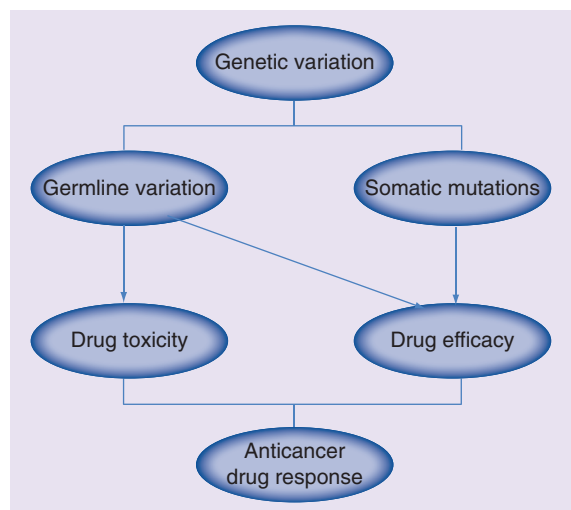 Genetic variation
Germline variation
Somatic mutations
Drug toxicity
Drug efficacy
Anticancer
drug response